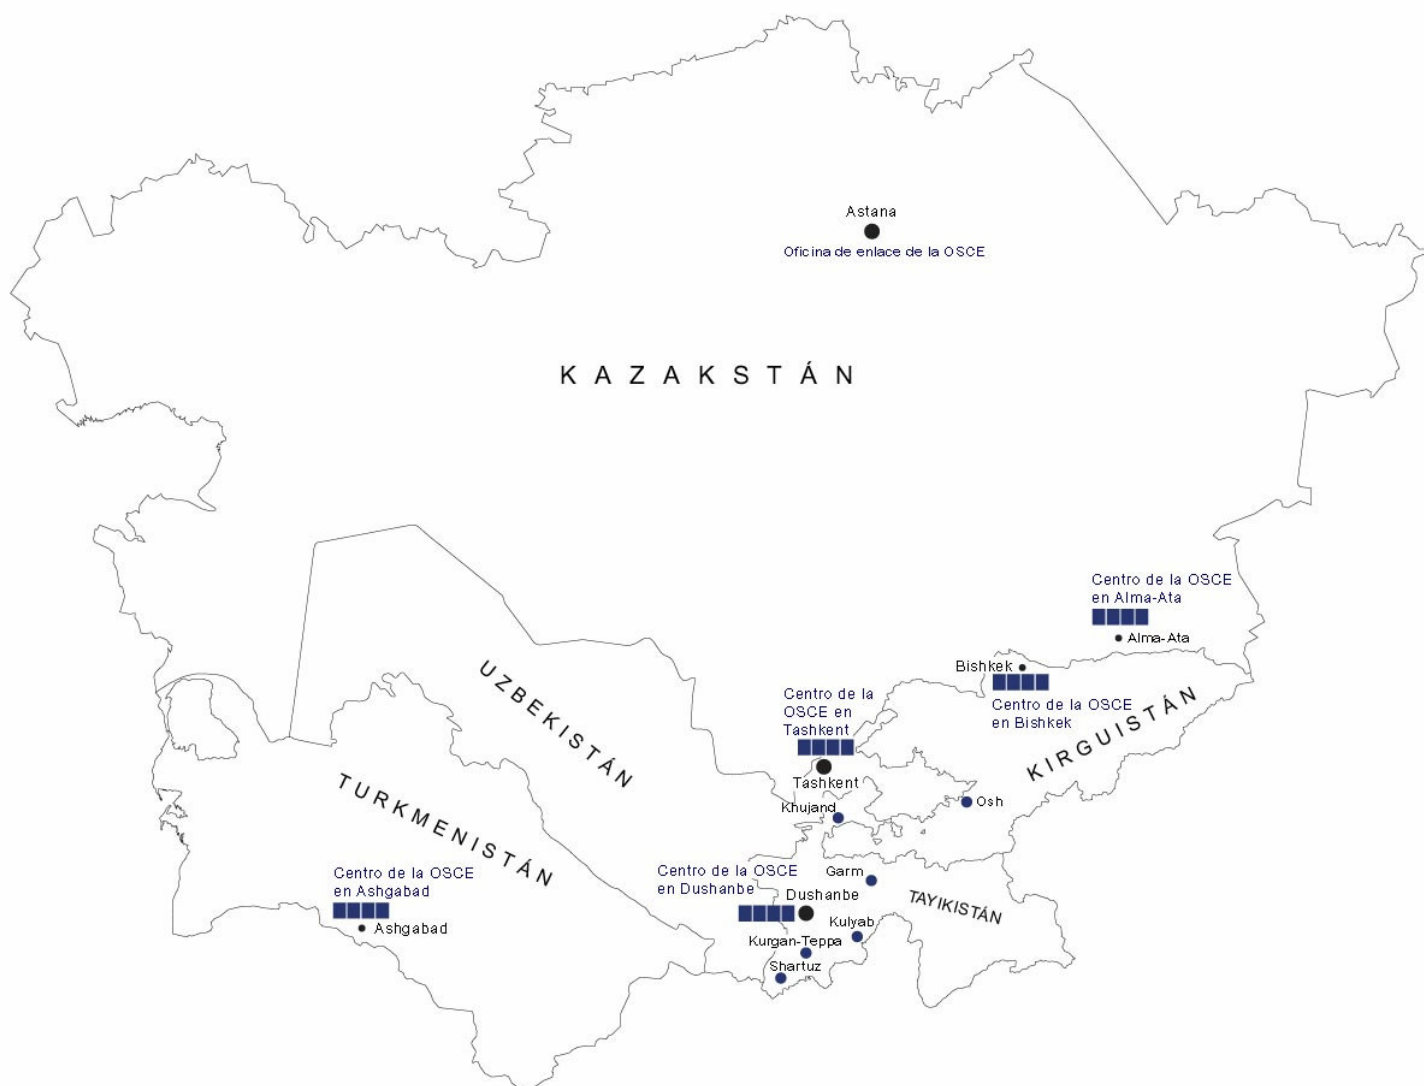 Astana
Oficina de enlace de la OSCE
KAZAKSTÁN
Centro de la OSCE
en Alma-Ata
Alma-Ata
Bishkek
Centro de la OSCE
en Bishkek
KIRGUISTÁN
UZBEKISTÁN
Centro de la
OSCE en
Tashkent
Tashkent
Khujand
Osh
TURKMENISTÁN
Centro de la OSCE
en Ashgabad
Ashgabad
Centro de la OSCE
en Dushanbe
Garm
Dushanbe
TAYIKISTÁN
Kulyab
Kurgan-Teppa
Shartuz